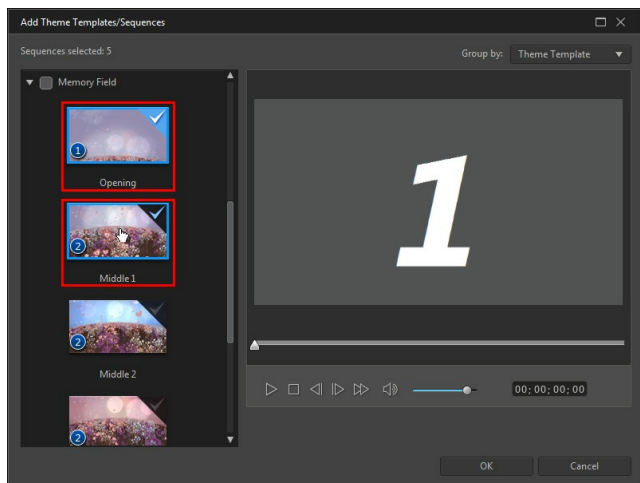 Add Theme Templates/Sequences
Sequences selected: 5
Group by: Theme Template
Memory Field
1
Opening
2
Middle 1
2
Middle 2
2
1
00; 00; 00; 00
OK Cancel